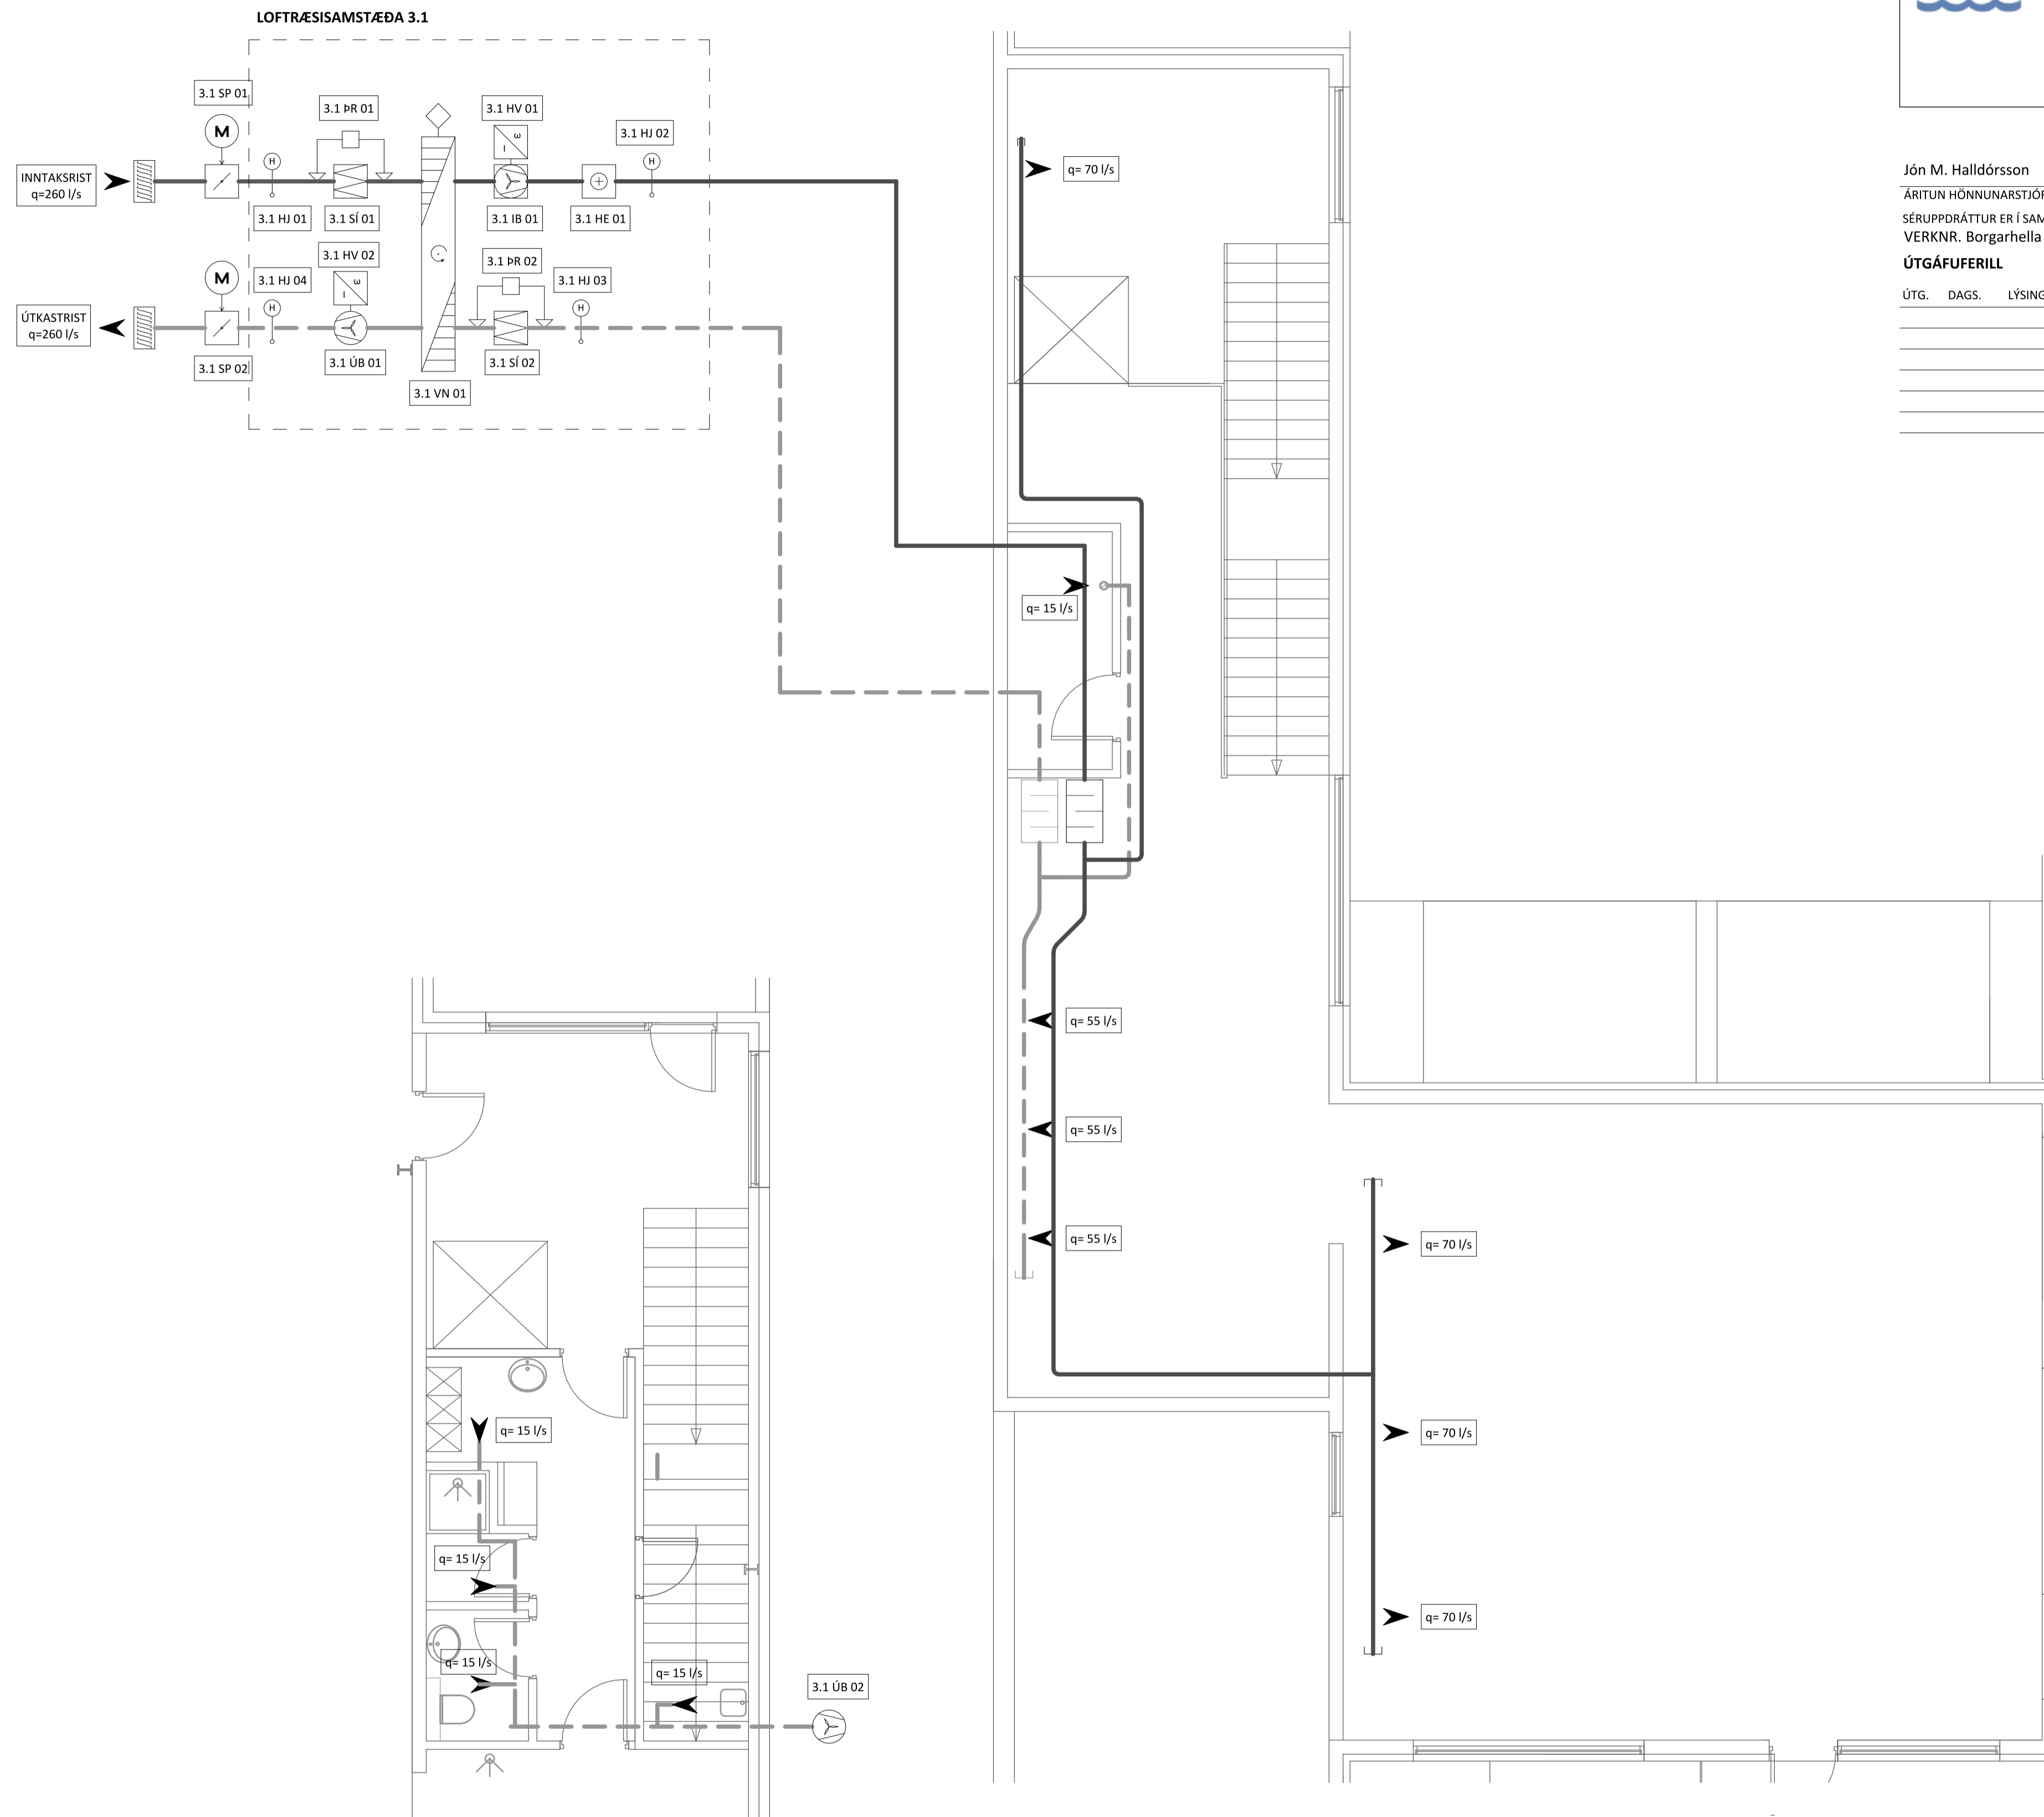 LOFTRÆSISAMSTÆÐA 3.1
3.1 SP 01
3.1 ÞR 01
3.1 HV 01
3.1 HJ 02
M
H
H
ω
I
INNTAKSRIST
q=260 l/s
3.1 HJ 01
3.1 SÍ 01
3.1 IB 01
3.1 HE 01
3.1 HV 02
3.1 ÞR 02
3.1 HJ 04
3.1 HJ 03
M
H
H
ω
I
ÚTKASTRIST
q=260 l/s
3.1 SP 02
3.1 ÚB 01
3.1 SÍ 02
3.1 VN 01
q= 70 l/s
q= 15 l/s
q= 55 l/s
q= 55 l/s
q= 55 l/s
q= 70 l/s
q= 70 l/s
q= 70 l/s
q= 15 l/s
q= 15 l/s
q= 15 l/s
q= 15 l/s
3.1 ÚB 02
Jón M. Halldórsson
ÁRITUN HÖNNUNARSTJÓR
SÉRUPPDRÁTTUR ER Í SAM
VERKNR. Borgarhella
ÚTGÁFUFERILL
ÚTG. DAGS. LÝSING